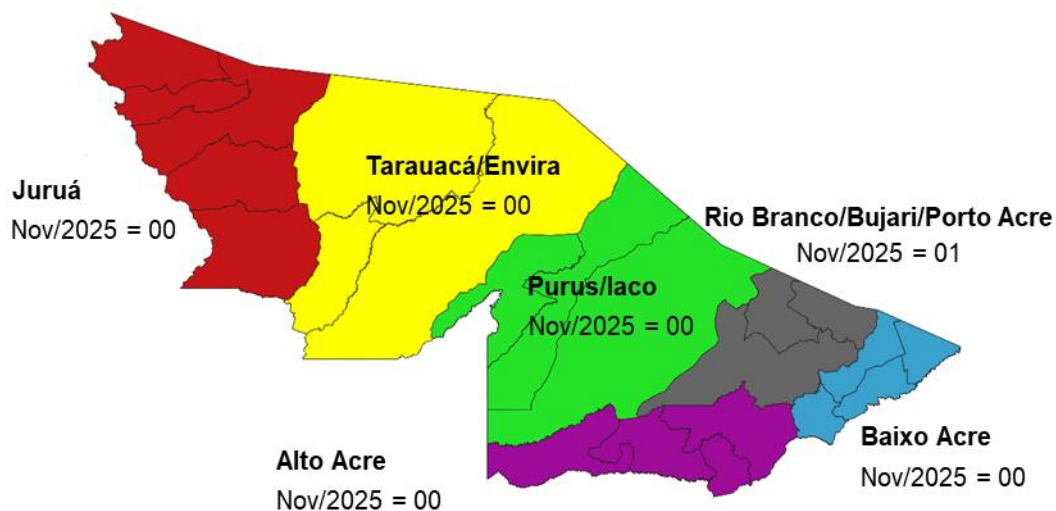 Juruá
Nov/2025 = 00
Tarauacá/Envira
Nov/2025 = 00
Rio Branco/Bujari/Porto Acre
Nov/2025 = 01
Purus/Iaco
Nov/2025 = 00
Alto Acre
Nov/2025 = 00
Baixo Acre
Nov/2025 = 00